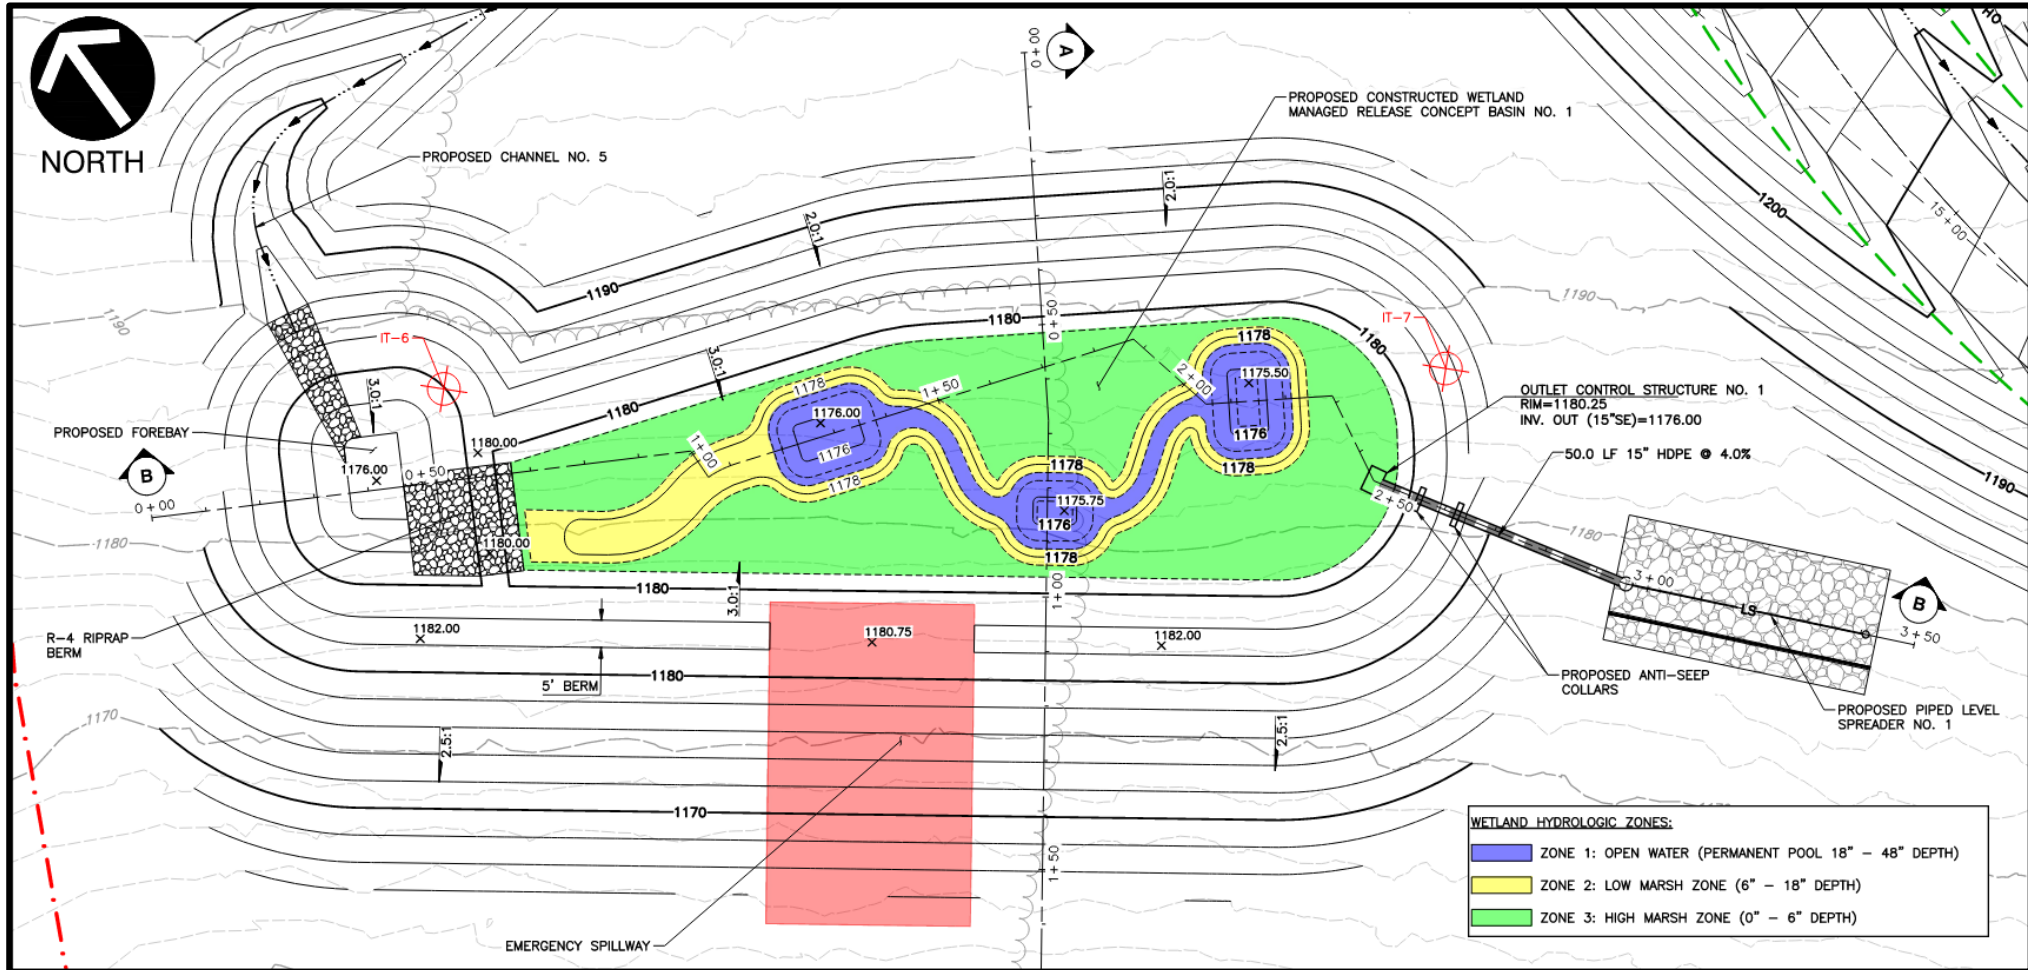 NORTH
PROPOSED CHANNEL NO. 5
0+00
A
PROPOSED CONSTRUCTED WETLAND
MANAGED RELEASE CONCEPT BASIN NO. 1
HO
1200
15+00
2.0:1
2.0:1
1190
1190
1190
1190
IT-6
IT-7
1180
0+50
1180
3.0:1
3.0:1
1180
1178
1176.00
1176
1178
1+00
1+50
2+00
1178
1175.50
1176
1178
1178
1175.75
1176
1178
OUTLET CONTROL STRUCTURE NO. 1
RIM=1180.25
INV. OUT (15"SE)=1176.00
50.0 LF 15" HDPE @ 4.0%
PROPOSED FOREBAY
1180.00
1176.00
0+50
B
0+00
1180
1180.00
2+50
1180
3+00
LS
B
3+50
1180
3.0:1
1+00
R-4 RIPRAP
BERM
1182.00
1180.75
1182.00
5' BERM
1180
PROPOSED ANTI-SEEP
COLLARS
PROPOSED PIPED LEVEL
SPREADER NO. 1
1170
2.5:1
2.5:1
1170
1170
1+50
EMERGENCY SPILLWAY
WETLAND HYDROLOGIC ZONES:
ZONE 1: OPEN WATER (PERMANENT POOL 18" - 48" DEPTH)
ZONE 2: LOW MARSH ZONE (6" - 18" DEPTH)
ZONE 3: HIGH MARSH ZONE (0" - 6" DEPTH)